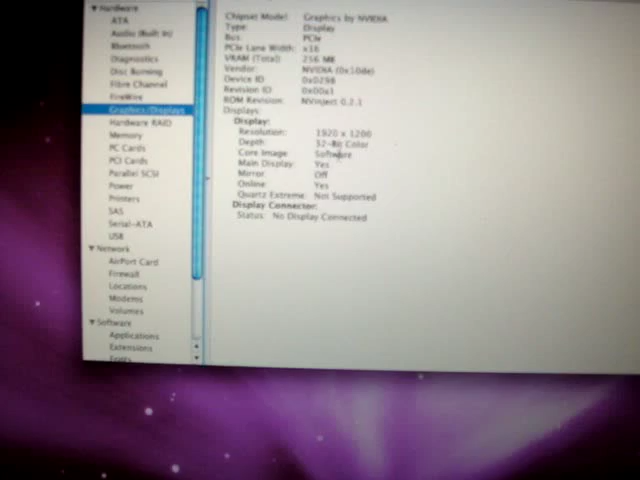 Hardware
ATA
Audio (Built In)
Bluetooth
Diagnostics
Disc Burning
Fibre Channel
FireWire
Graphics/Displays
Hardware RAID
Memory
PC Cards
PCI Cards
Parallel SCSI
Power
Printers
SAS
Serial-ATA
USB
Network
AirPort Card
Firewall
Locations
Modems
Volumes
Software
Applications
Extensions
Fonts
Chipset Model: Graphics by NVIDIA
Type: Display
Bus: PCIe
PCIe Lane Width: x16
VRAM (Total): 256 MB
Vendor: NVIDIA (0x10de)
Device ID: 0x0298
Revision ID: 0x00a1
ROM Revision: NVinject 0.2.1
Displays:
Display:
Resolution: 1920 x 1200
Depth: 32-Bit Color
Core Image: Software
Main Display: Yes
Mirror: Off
Online: Yes
Quartz Extreme: Not Supported
Display Connector:
Status: No Display Connected